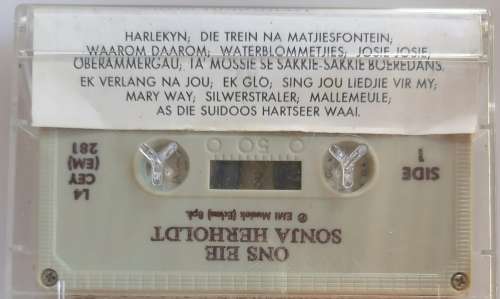 HARLEKYN; DIE TREIN NA MATJIESFONTEIN;
WAAROM DAAROM; WATERBLOMMETJIES; JOSIE JOSIE;
OBERAMMERGAU; TA' MOSSIE SE SAKKIE-SAKKIE BOEREDANS.
EK VERLANG NA JOU; EK GLO; SING JOU LIEDJIE VIR MY;
MARY WAY; SILWERSTRALER; MALLEMEULE;
AS DIE SUIDOOS HARTSEER WAAI.
ONS EIE
SONJA HERHOLDT
℗ EMI Musiek (Edms) Bpk.
SIDE
1
0 50
L4
CEY
(EM)
281